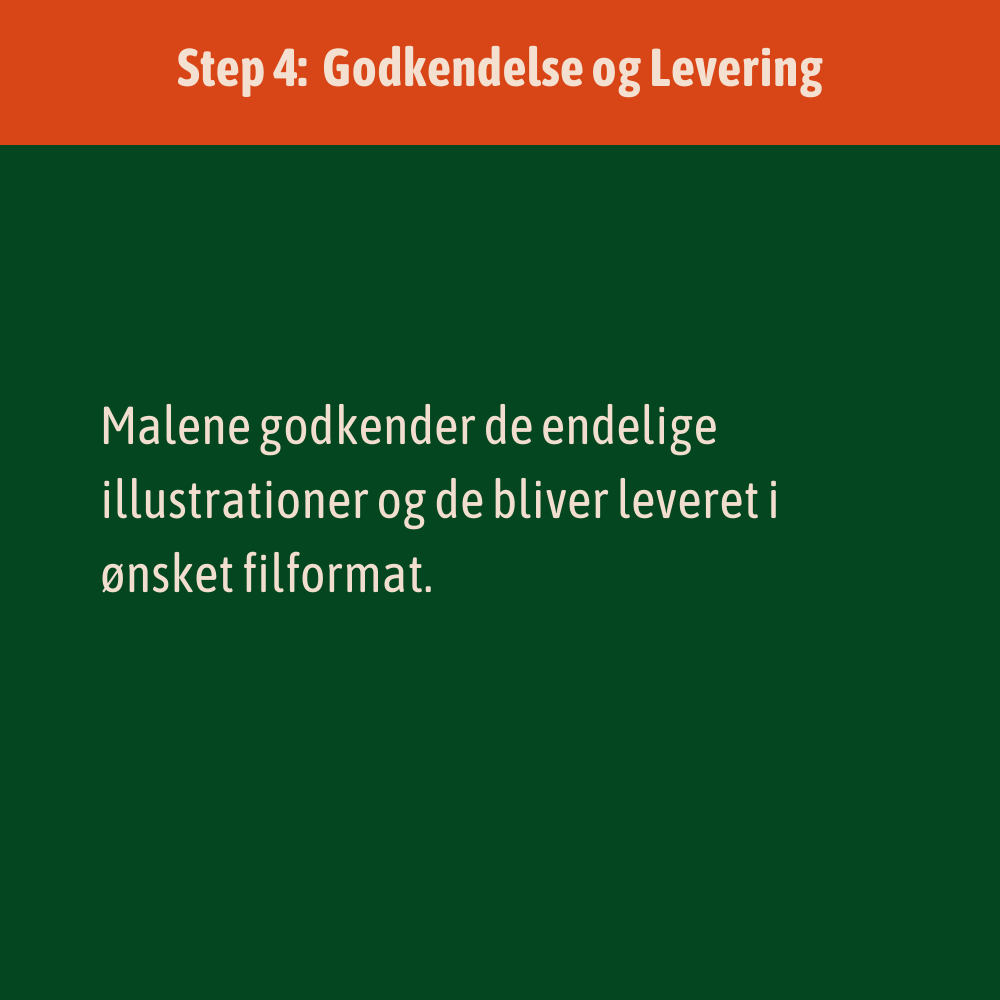 Step 4: Godkendelse og Levering
Malene godkender de endelige
illustrationer og de bliver leveret i
ønsket filformat.